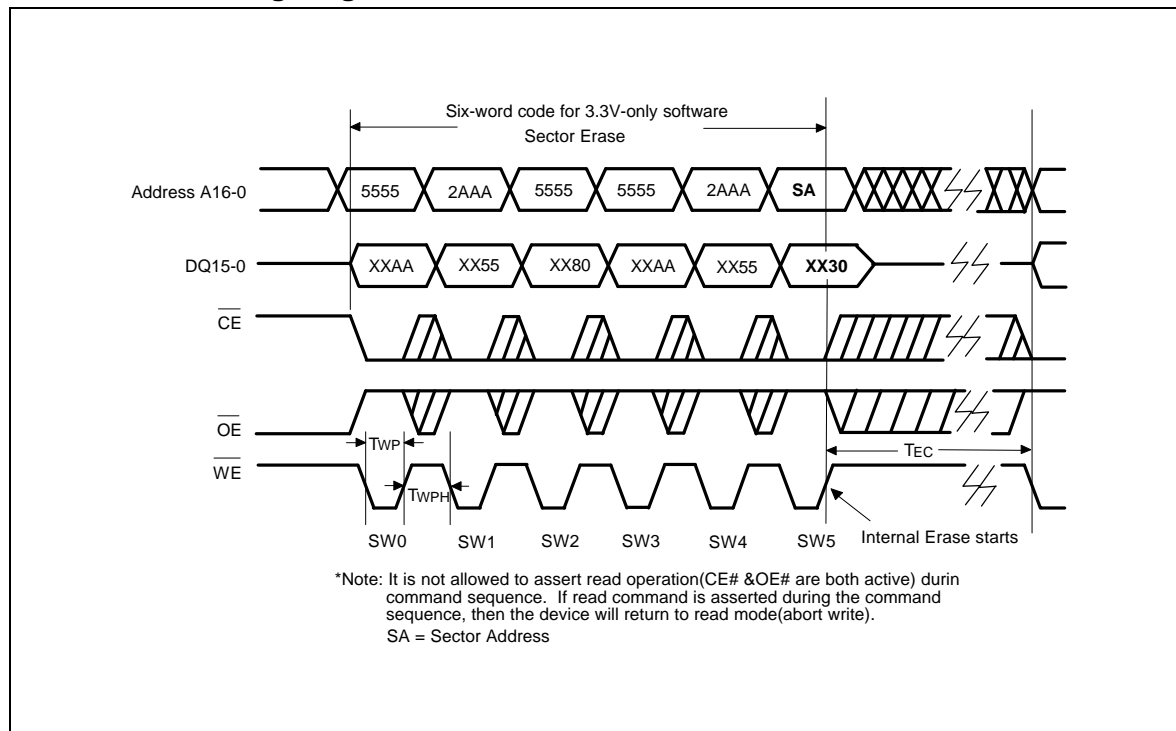 Six-word code for 3.3V-only software
Sector Erase
Address A16-0
5555 2AAA 5555 5555 2AAA SA
DQ15-0
XXAA XX55 XX80 XXAA XX55 XX30
CE
OE
TWP
TEC
WE
TWPH
Internal Erase starts
SW0 SW1 SW2 SW3 SW4 SW5
*Note: It is not allowed to assert read operation(CE# &OE# are both active) durin
command sequence. If read command is asserted during the command
sequence, then the device will return to read mode(abort write).
SA = Sector Address